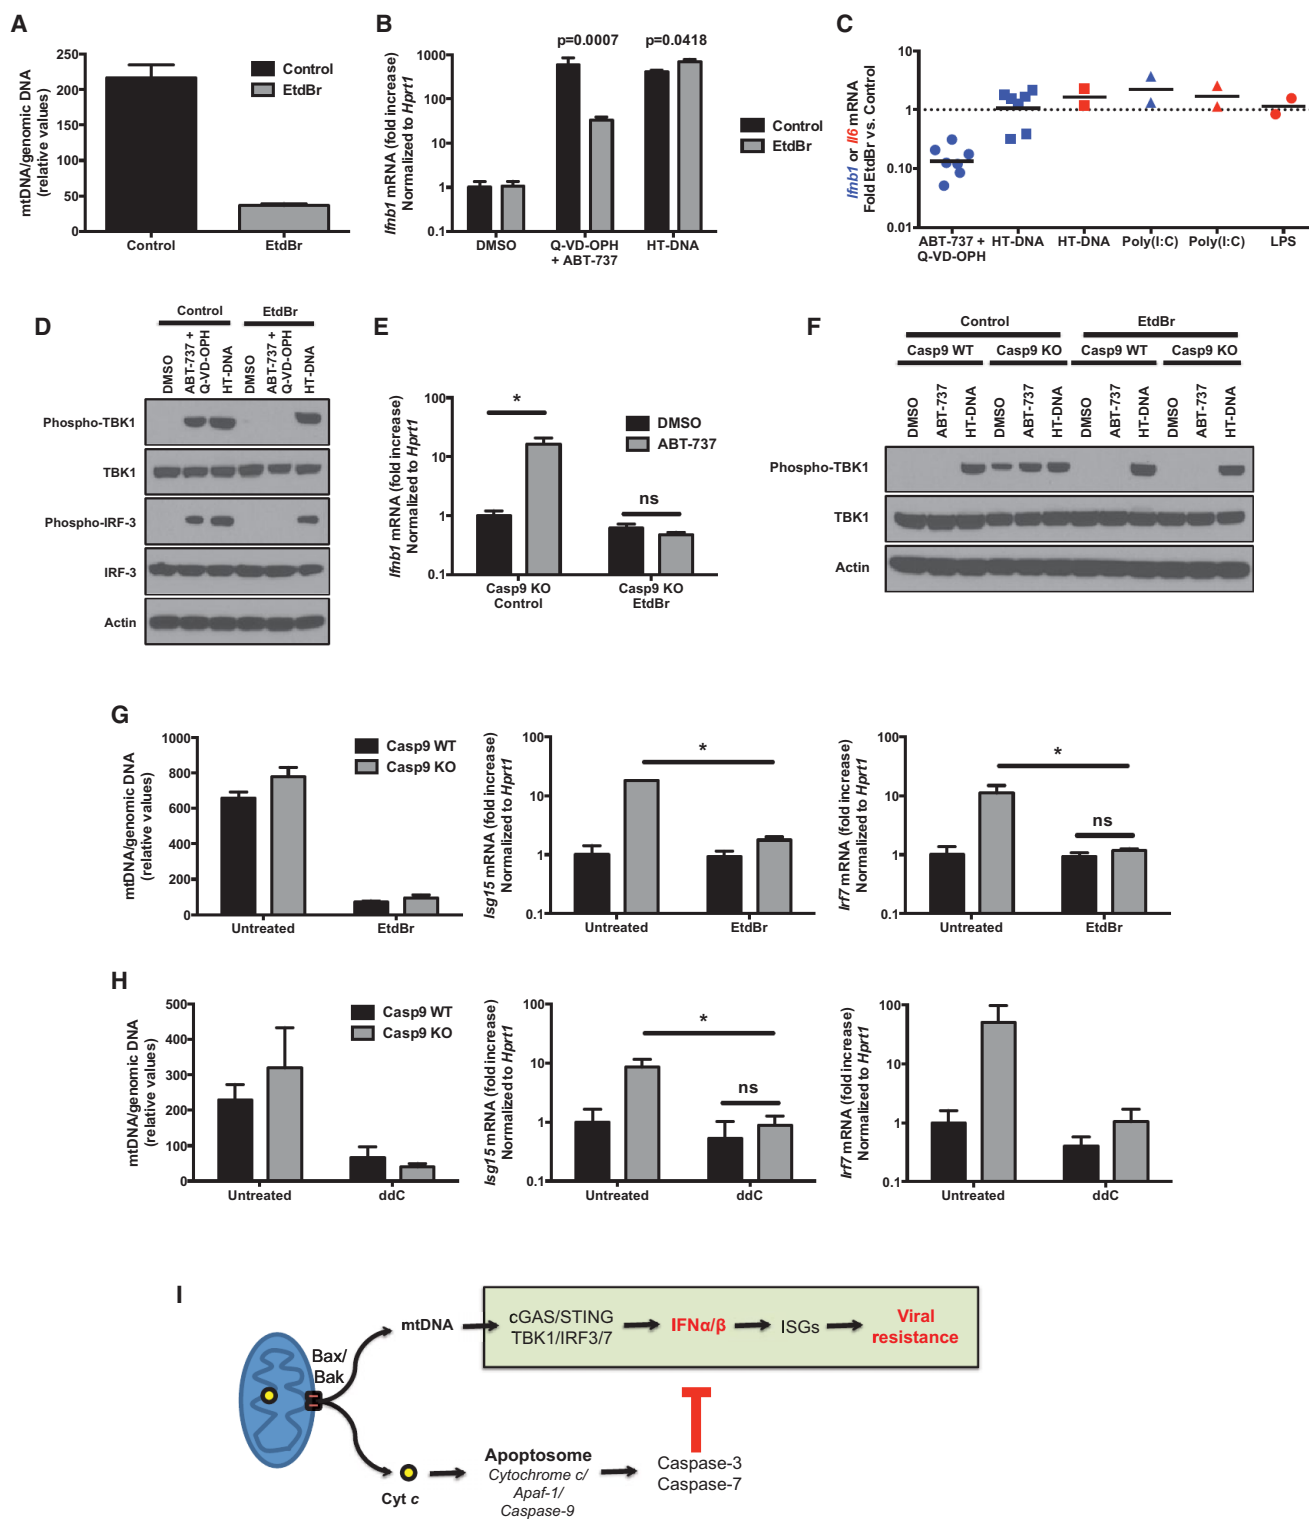 A
mtDNA/genomic DNA
(relative values)
250
200
150
100
50
0
Control
EtdBr
Control
EtdBr
B
Ifnb1 mRNA (fold increase)
Normalized to Hprt1
p=0.0007
p=0.0418
1000
100
10
1
0.1
DMSO
Q-VD-OPH
+ ABT-737
HT-DNA
Control
EtdBr
C
Ifnb1 or Il6 mRNA
Fold EtdBr vs. Control
10
1
0.10
0.01
ABT-737 +
Q-VD-OPH
HT-DNA
HT-DNA
Poly(I:C)
Poly(I:C)
LPS
D
Control
EtdBr
DMSO
ABT-737 +
Q-VD-OPH
HT-DNA
DMSO
ABT-737 +
Q-VD-OPH
HT-DNA
Phospho-TBK1
TBK1
Phospho-IRF-3
IRF-3
Actin
E
Ifnb1 mRNA (fold increase)
Normalized to Hprt1
100
10
1
0.1
*
ns
DMSO
ABT-737
Casp9 KO
Control
Casp9 KO
EtdBr
F
Control
EtdBr
Casp9 WT
Casp9 KO
Casp9 WT
Casp9 KO
DMSO
ABT-737
HT-DNA
DMSO
ABT-737
HT-DNA
DMSO
ABT-737
HT-DNA
DMSO
ABT-737
HT-DNA
Phospho-TBK1
TBK1
Actin
G
mtDNA/genomic DNA
(relative values)
1000
800
600
400
200
0
Untreated
EtdBr
Casp9 WT
Casp9 KO
Isg15 mRNA (fold increase)
Normalized to Hprt1
100
10
1
0.1
*
Untreated
EtdBr
Irf7 mRNA (fold increase)
Normalized to Hprt1
100
10
1
0.1
*
ns
Untreated
EtdBr
H
mtDNA/genomic DNA
(relative values)
500
400
300
200
100
0
Untreated
ddC
Casp9 WT
Casp9 KO
Isg15 mRNA (fold increase)
Normalized to Hprt1
100
10
1
0.1
*
ns
Untreated
ddC
Irf7 mRNA (fold increase)
Normalized to Hprt1
100
10
1
0.1
Untreated
ddC
I
Bax/
Bak
mtDNA
cGAS/STING
TBK1/IRF3/7
IFNα/β
ISGs
Viral
resistance
Cyt c
Apoptosome
Cytochrome c/
Apaf-1/
Caspase-9
Caspase-3
Caspase-7